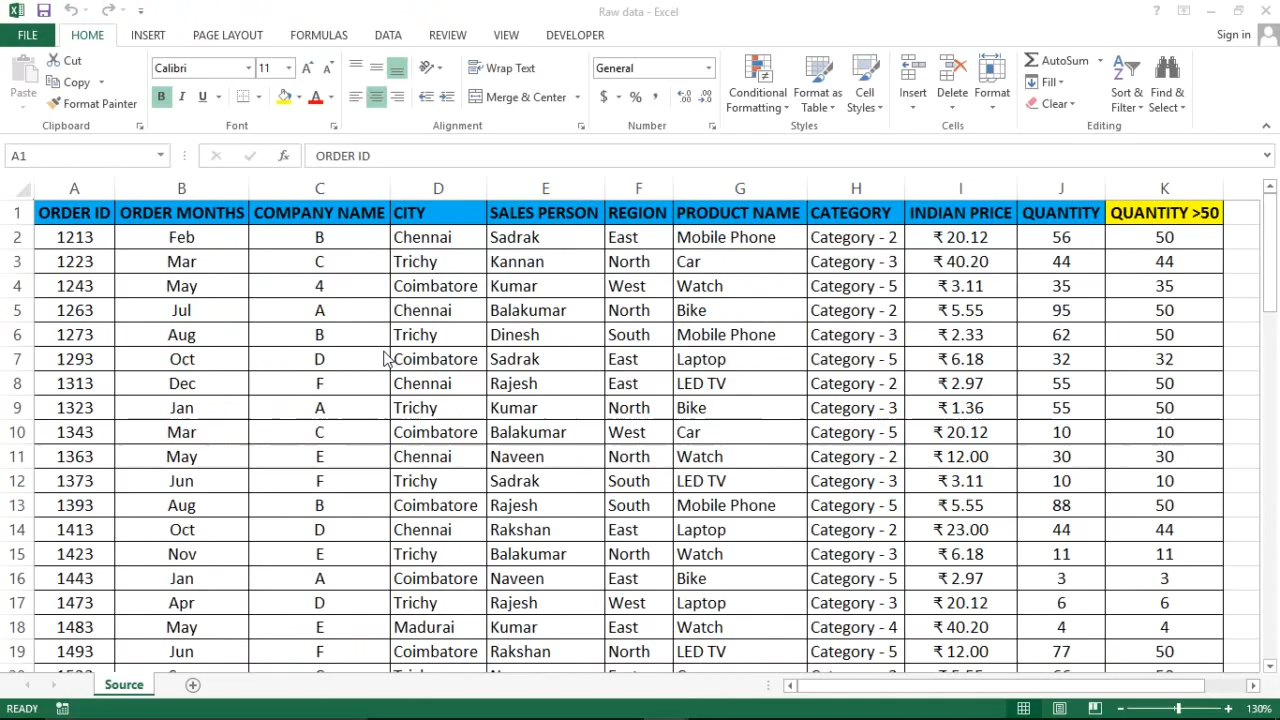 Raw data - Excel
?
FILE HOME INSERT PAGE LAYOUT FORMULAS DATA REVIEW VIEW DEVELOPER Sign in
Paste Cut Copy Format Painter Clipboard
Calibri 11 A A B I U A Font
Wrap Text Merge & Center Alignment
General $ % , Number
Conditional Formatting Format as Table Cell Styles Styles
Insert Delete Format Cells
AutoSum Fill Clear Sort & Filter Find & Select Editing
A1 fx ORDER ID
A B C D E F G H I J K
1 ORDER ID ORDER MONTHS COMPANY NAME CITY SALES PERSON REGION PRODUCT NAME CATEGORY INDIAN PRICE QUANTITY QUANTITY >50
2 1213 Feb B Chennai Sadrak East Mobile Phone Category - 2 ₹ 20.12 56 50
3 1223 Mar C Trichy Kannan North Car Category - 3 ₹ 40.20 44 44
4 1243 May 4 Coimbatore Kumar West Watch Category - 5 ₹ 3.11 35 35
5 1263 Jul A Chennai Balakumar North Bike Category - 2 ₹ 5.55 95 50
6 1273 Aug B Trichy Dinesh South Mobile Phone Category - 3 ₹ 2.33 62 50
7 1293 Oct D Coimbatore Sadrak East Laptop Category - 5 ₹ 6.18 32 32
8 1313 Dec F Chennai Rajesh East LED TV Category - 2 ₹ 2.97 55 50
9 1323 Jan A Trichy Kumar North Bike Category - 3 ₹ 1.36 55 50
10 1343 Mar C Coimbatore Balakumar West Car Category - 5 ₹ 20.12 10 10
11 1363 May E Chennai Naveen North Watch Category - 2 ₹ 12.00 30 30
12 1373 Jun F Trichy Sadrak South LED TV Category - 3 ₹ 3.11 10 10
13 1393 Aug B Coimbatore Rajesh South Mobile Phone Category - 5 ₹ 5.55 88 50
14 1413 Oct D Chennai Rakshan East Laptop Category - 2 ₹ 23.00 44 44
15 1423 Nov E Trichy Balakumar North Watch Category - 3 ₹ 6.18 11 11
16 1443 Jan A Coimbatore Naveen East Bike Category - 5 ₹ 2.97 3 3
17 1473 Apr D Trichy Rajesh West Laptop Category - 3 ₹ 20.12 6 6
18 1483 May E Madurai Kumar East Watch Category - 4 ₹ 40.20 4 4
19 1493 Jun F Coimbatore Rakshan North LED TV Category - 5 ₹ 12.00 77 50
Source
READY 130%